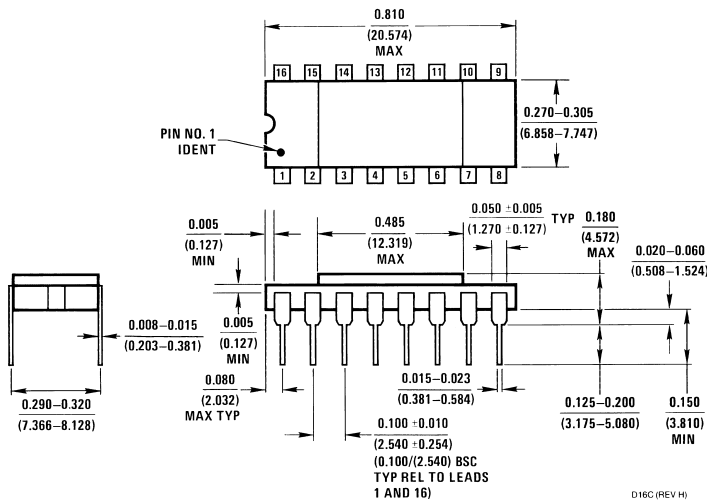 0.810
(20.574)
MAX
16 15 14 13 12 11 10 9
0.270–0.305
(6.858–7.747)
PIN NO. 1
IDENT
1 2 3 4 5 6 7 8
0.005
(0.127)
MIN
0.485
(12.319)
MAX
0.050 ±0.005
(1.270 ±0.127)
TYP
0.180
(4.572)
MAX
0.020–0.060
(0.508–1.524)
0.008–0.015
(0.203–0.381)
0.005
(0.127)
MIN
0.290–0.320
(7.366–8.128)
0.080
(2.032)
MAX TYP
0.015–0.023
(0.381–0.584)
0.100 ±0.010
(2.540 ±0.254)
(0.100/(2.540) BSC
TYP REL TO LEADS
1 AND 16)
0.125–0.200
(3.175–5.080)
0.150
(3.810)
MIN
D16C (REV H)